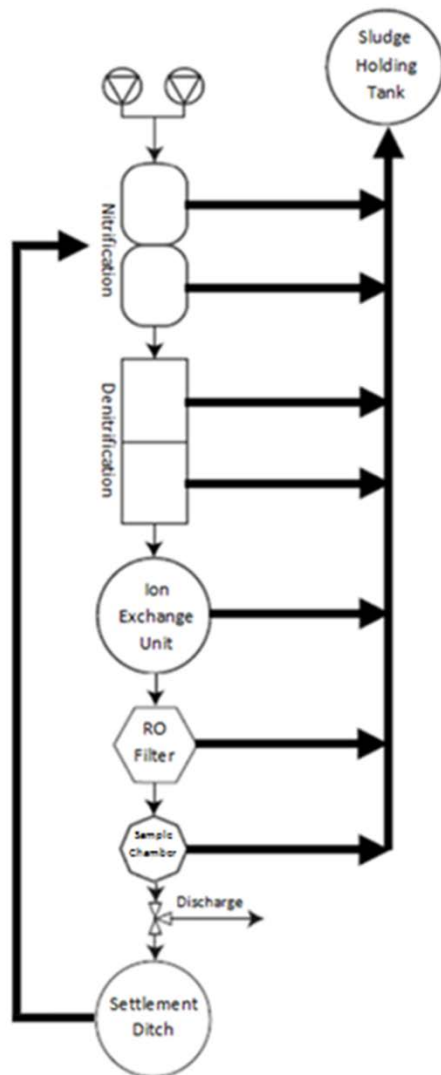 Sludge
Holding
Tank
Nitrification
Denitrification
Ion
Exchange
Unit
RO
Filter
Sample
Chamber
Discharge
Settlement
Ditch